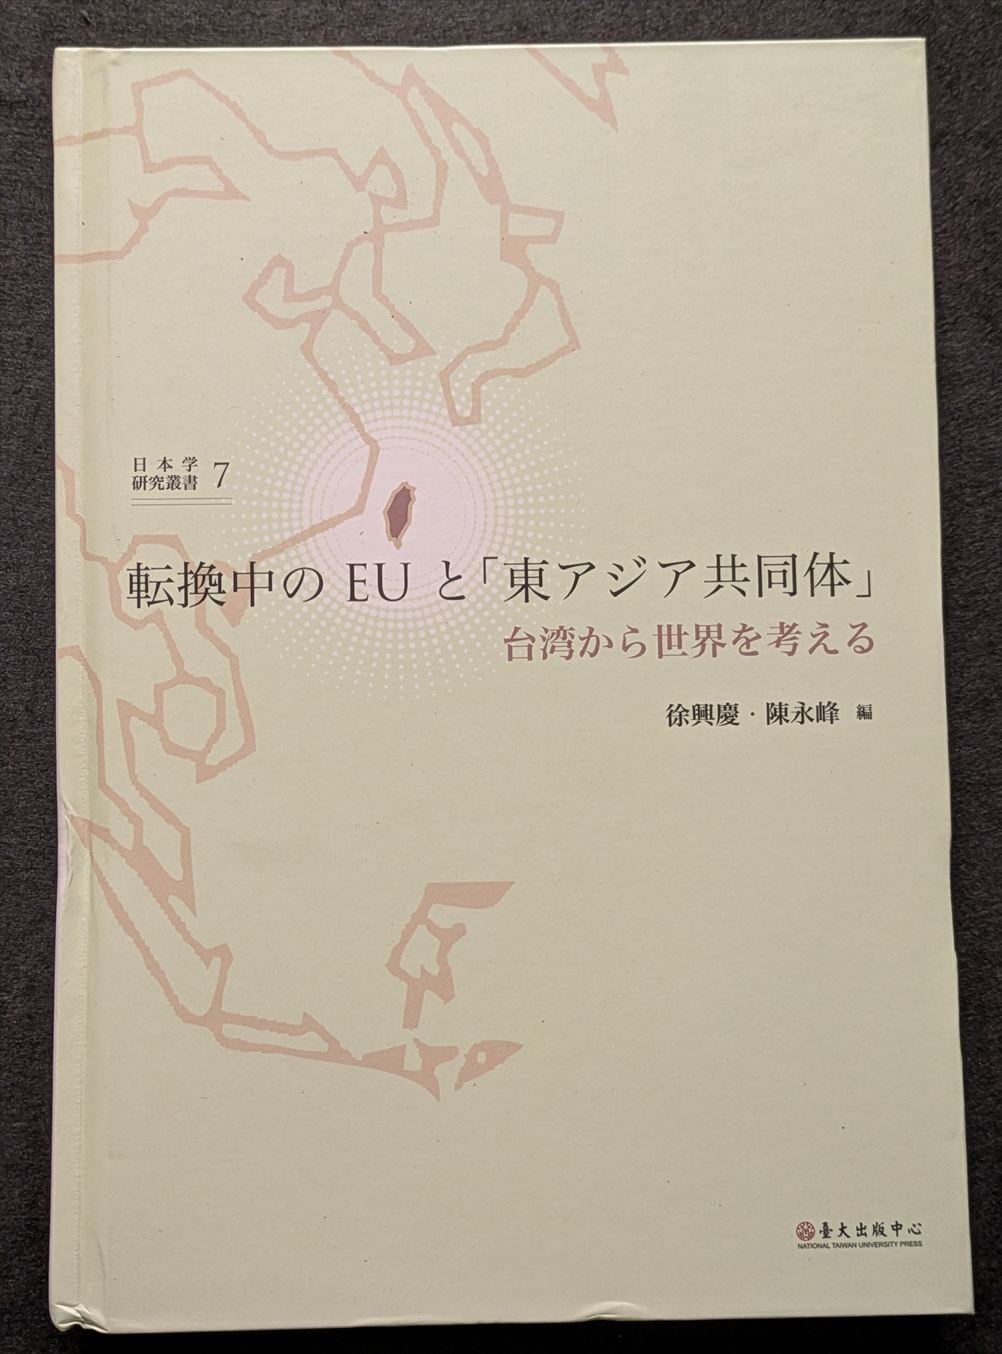 日本学
研究叢書 7
転換中の EU と「東アジア共同体」
台湾から世界を考える
徐興慶・陳永峰 編
臺大出版中心
NATIONAL TAIWAN UNIVERSITY PRESS